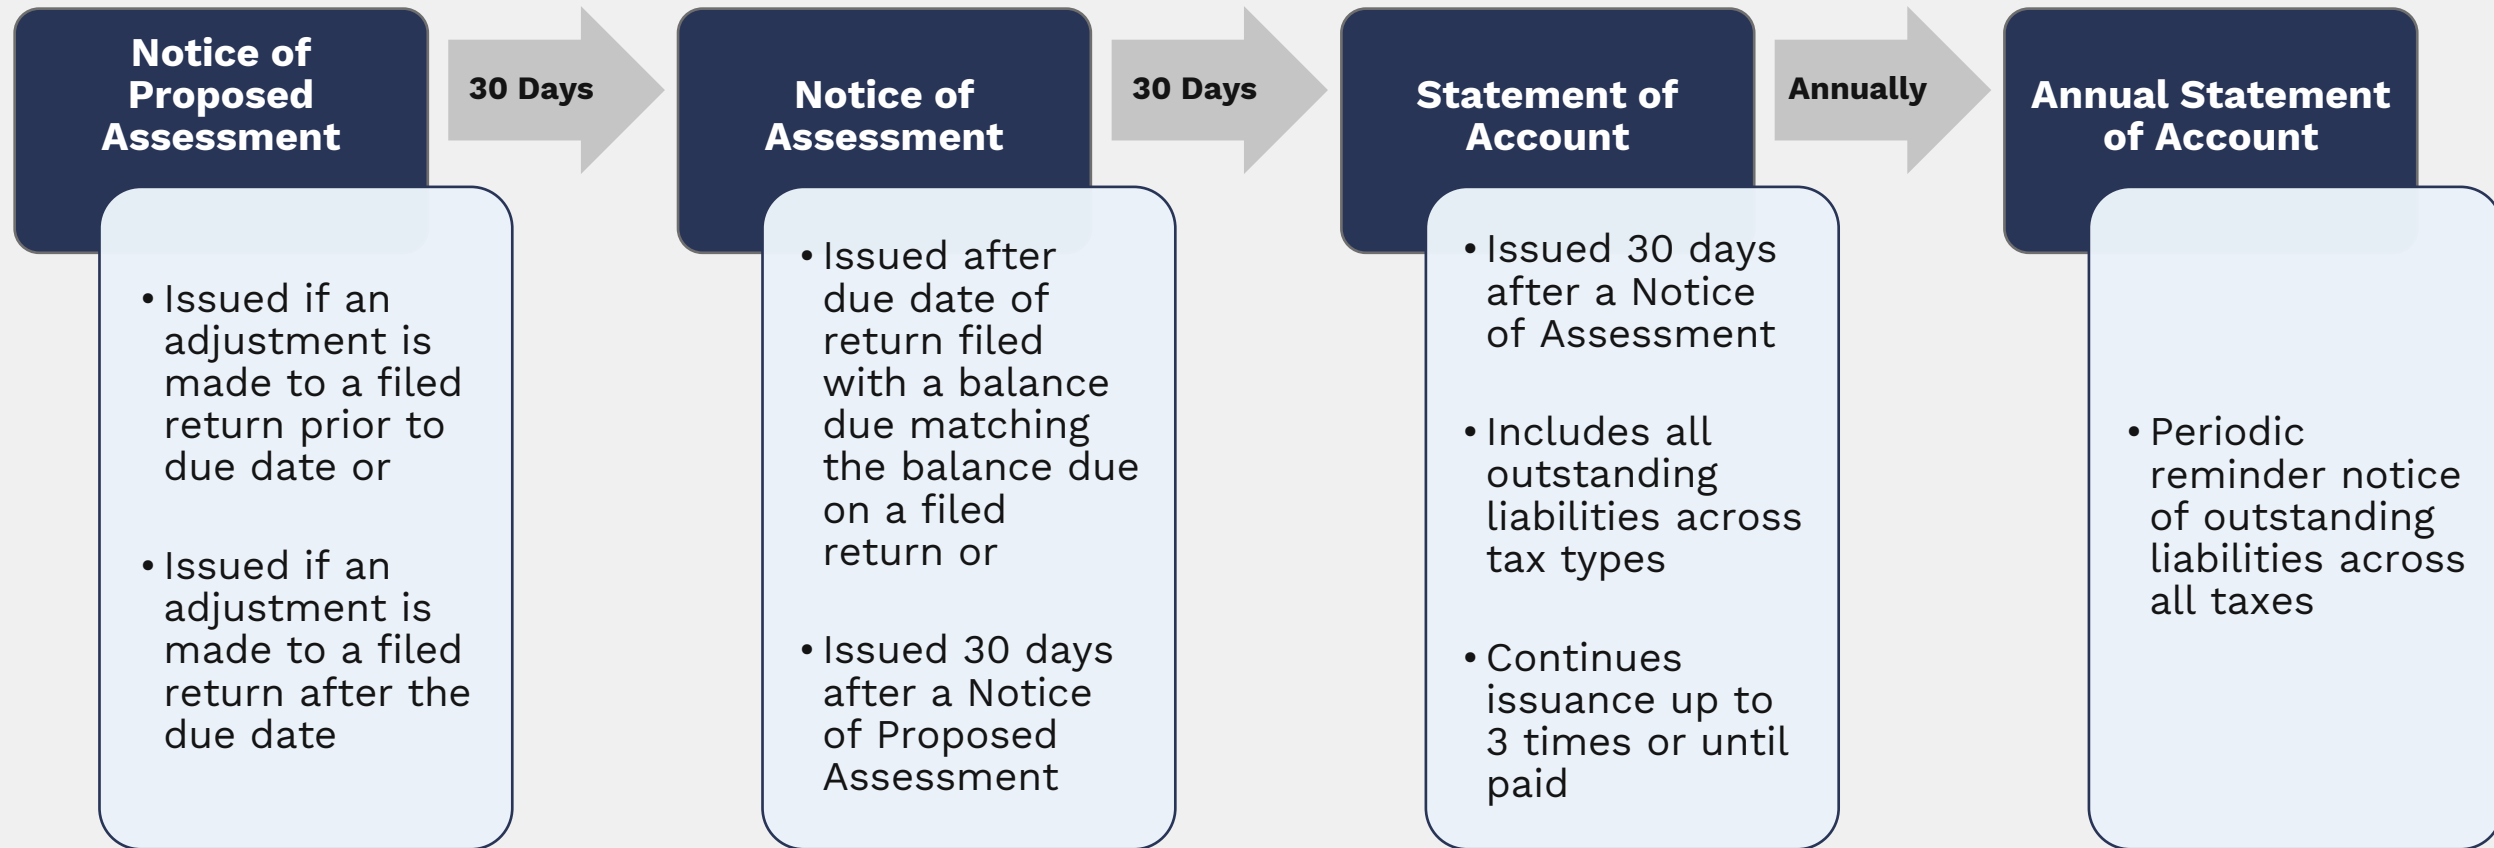 Notice of
Proposed
Assessment
30 Days
Notice of
Assessment
30 Days
Statement of
Account
Annually
Annual Statement
of Account
• Issued if an
adjustment is
made to a filed
return prior to
due date or
• Issued if an
adjustment is
made to a filed
return after the
due date
• Issued after
due date of
return filed
with a balance
due matching
the balance due
on a filed
return or
• Issued 30 days
after a Notice
of Proposed
Assessment
• Issued 30 days
after a Notice
of Assessment
• Includes all
outstanding
liabilities across
tax types
• Continues
issuance up to
3 times or until
paid
• Periodic
reminder notice
of outstanding
liabilities across
all taxes